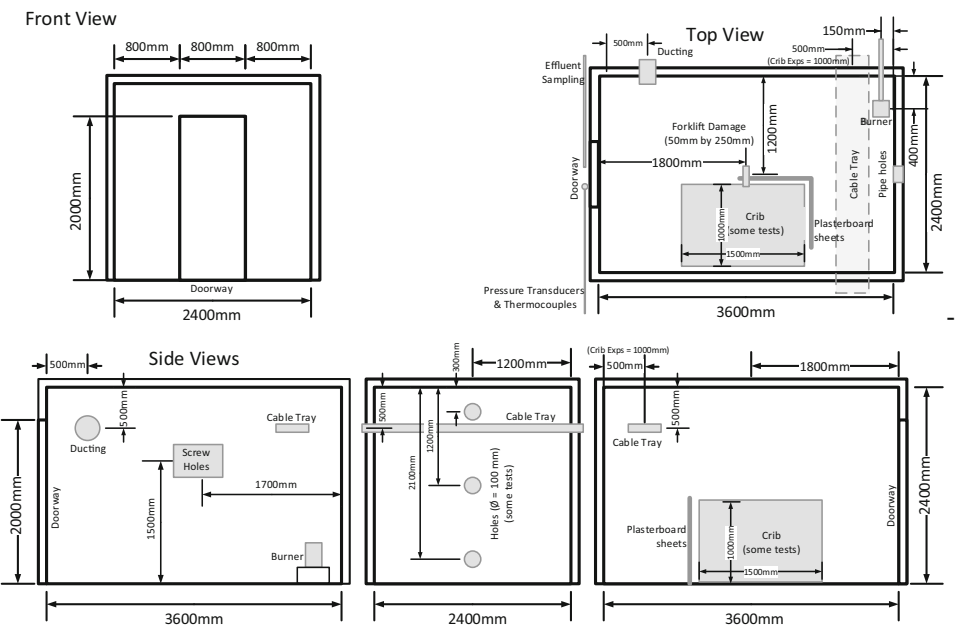 Front View
800mm
800mm
800mm
2000mm
Doorway
2400mm
Top View
150mm
500mm
500mm
(Crib Exps = 1000mm)
Ducting
Effluent
Sampling
Burner
Forklift Damage
(50mm by 250mm)
1200mm
400mm
1800mm
Doorway
Cable Tray
Pipe holes
2400mm
Crib
(some tests)
1000mm
1500mm
Plasterboard
sheets
Pressure Transducers
& Thermocouples
3600mm
Side Views
500mm
500mm
Ducting
Cable Tray
Screw
Holes
1700mm
1500mm
2000mm
Doorway
Burner
3600mm
300mm
1200mm
500mm
Cable Tray
1200mm
2100mm
Holes (Ø = 100 mm)
(some tests)
2400mm
(Crib Exps = 1000mm)
500mm
1800mm
500mm
Cable Tray
Doorway
2400mm
Plasterboard
sheets
1000mm
Crib
(some tests)
1500mm
3600mm